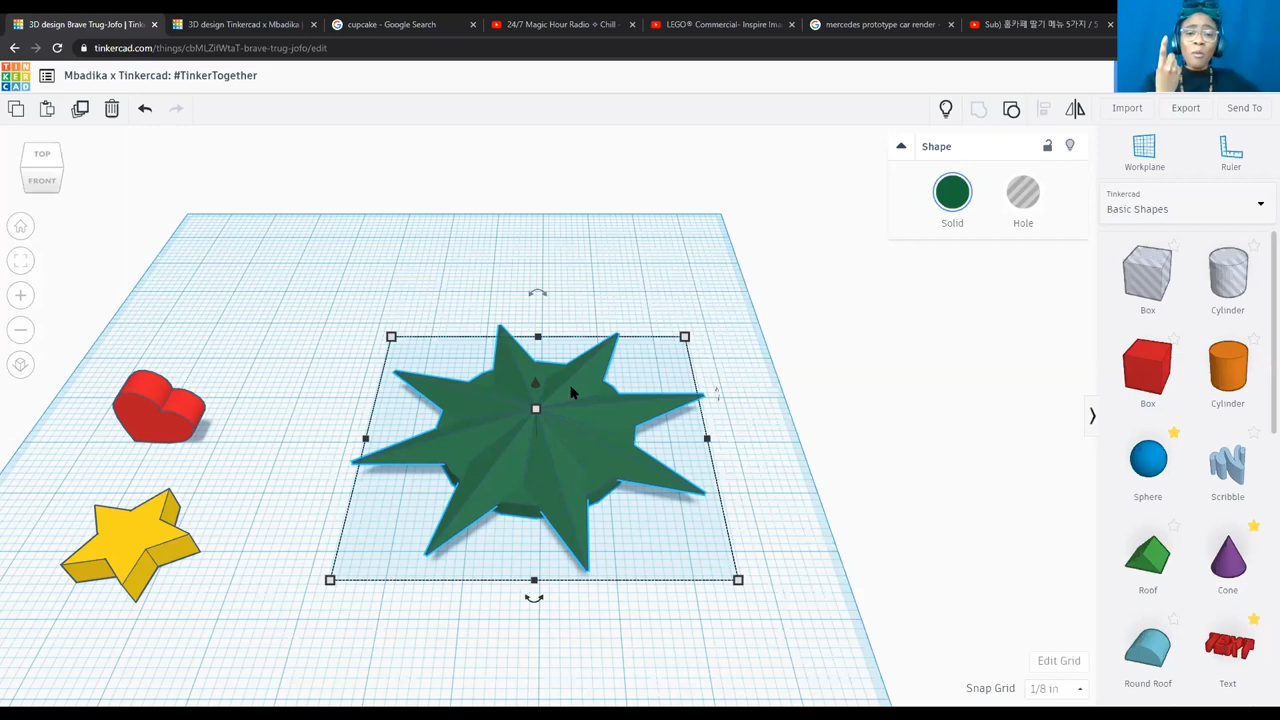 3D design Brave Trug-Jofo | Tink
3D design Tinkercad x Mbadika |
cupcake - Google Search
24/7 Magic Hour Radio ✧ Chill -
LEGO® Commercial- Inspire Ima
mercedes prototype car render -
Sub) 홈카페 딸기 메뉴 5가지 / 5
tinkercad.com/things/cbMLZifWtaT-brave-trug-jofo/edit
TIN
KER
CAD
Mbadika x Tinkercad: #TinkerTogether
Import
Export
Send To
TOP
FRONT
Shape
Solid
Hole
Workplane
Ruler
Tinkercad
Basic Shapes
Box
Cylinder
Box
Cylinder
Sphere
Scribble
Roof
Cone
TEXT
Round Roof
Text
Edit Grid
Snap Grid
1/8 in